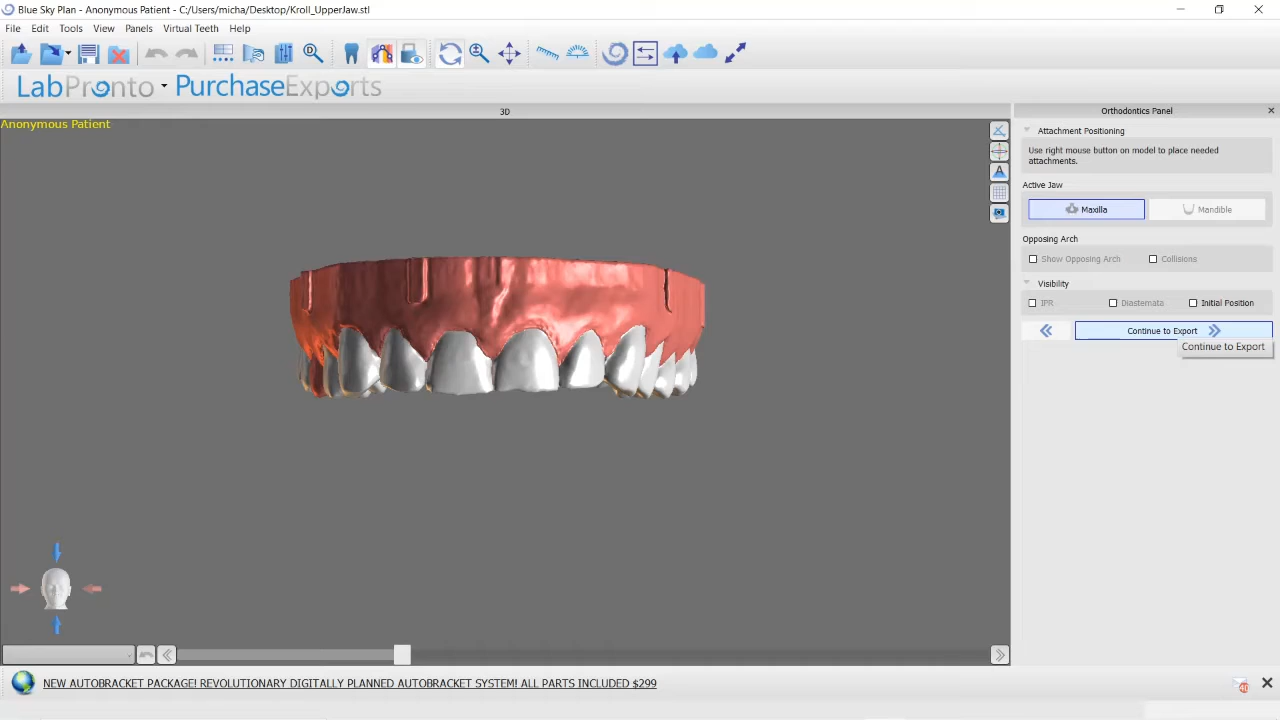 Blue Sky Plan - Anonymous Patient - C:/Users/micha/Desktop/Kroll_UpperJaw.stl
File Edit Tools View Panels Virtual Teeth Help
LabPronto PurchaseExports
3D
Orthodontics Panel
Anonymous Patient
Attachment Positioning
Use right mouse button on model to place needed
attachments.
Active Jaw
Maxilla Mandible
Opposing Arch
Show Opposing Arch Collisions
Visibility
IPR Diastemata Initial Position
Continue to Export
Continue to Export
NEW AUTOBRACKET PACKAGE! REVOLUTIONARY DIGITALLY PLANNED AUTOBRACKET SYSTEM! ALL PARTS INCLUDED $299